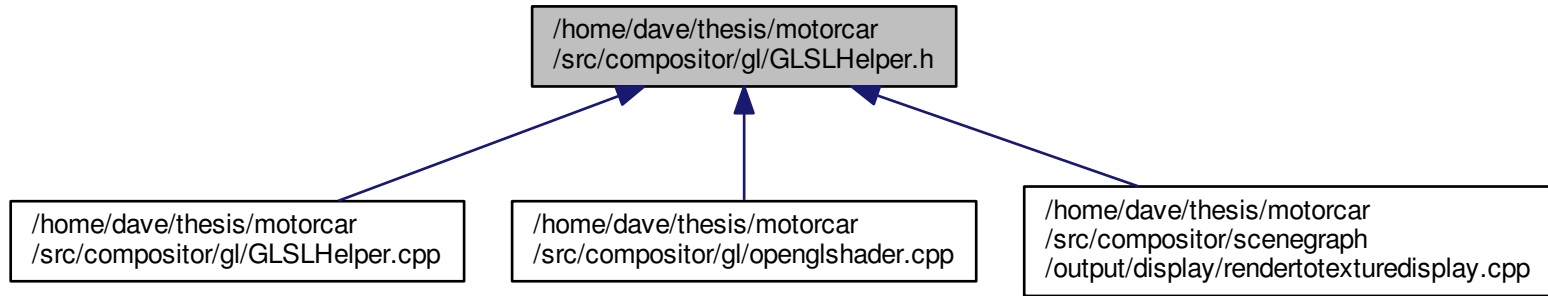 /home/dave/thesis/motorcar
/src/compositor/gl/GLSLHelper.h
/home/dave/thesis/motorcar
/src/compositor/gl/GLSLHelper.cpp
/home/dave/thesis/motorcar
/src/compositor/gl/openglshader.cpp
/home/dave/thesis/motorcar
/src/compositor/scenegraph
/output/display/rendertotexturedisplay.cpp